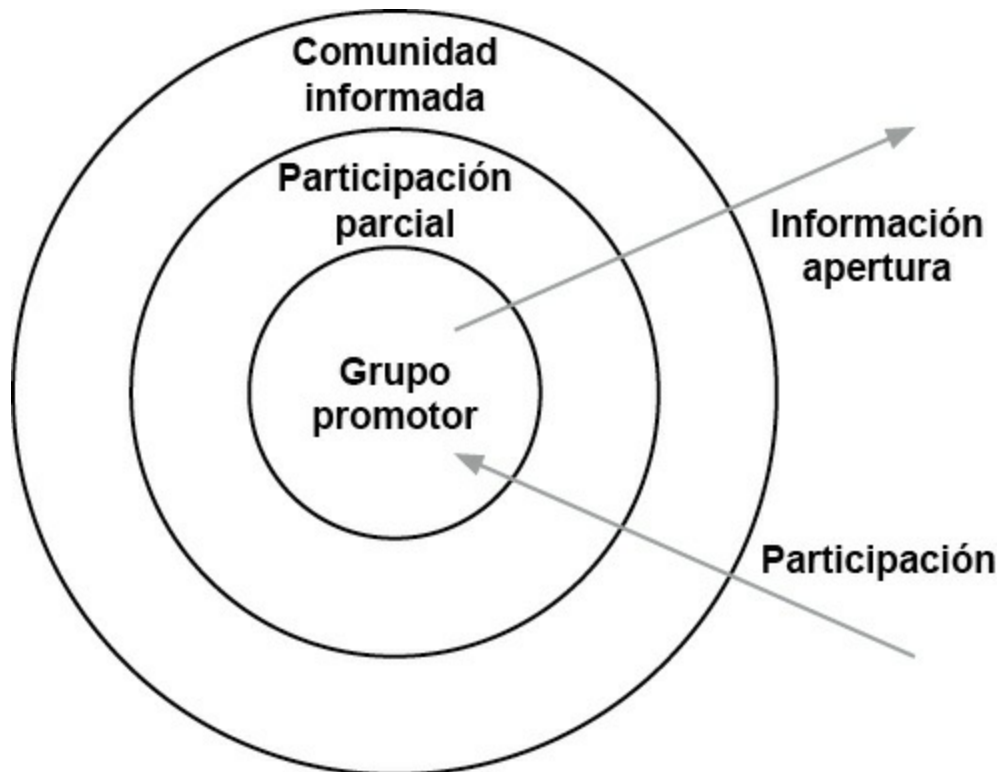 Comunidad
informada
Participación
parcial
Información
apertura
Grupo
promotor
Participación